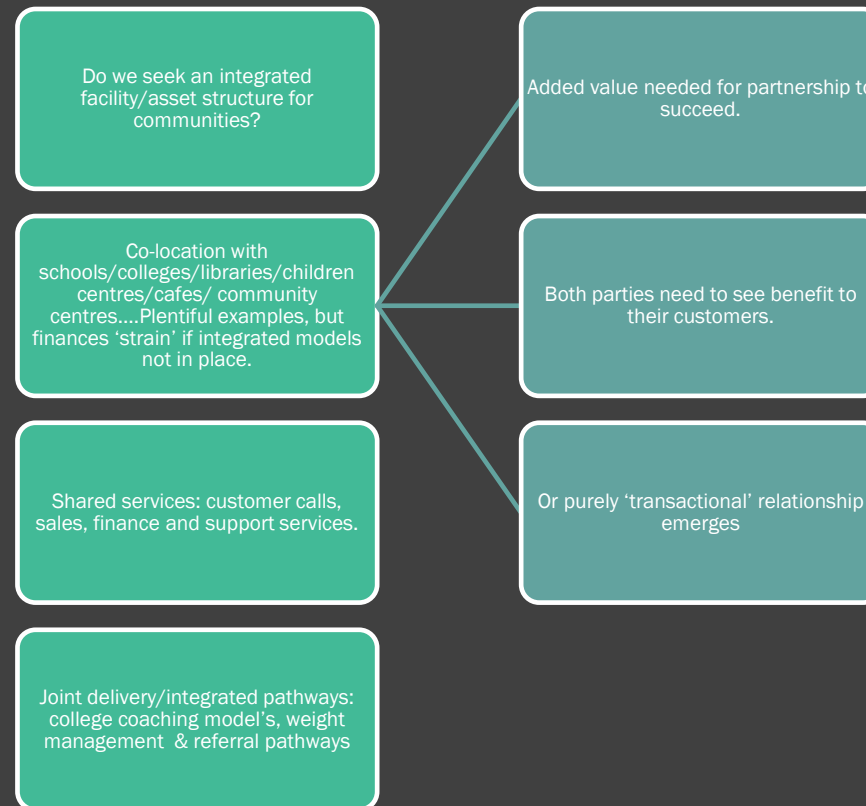 Do we seek an integrated
facility/asset structure for
communities?
Co-location with
schools/colleges/libraries/children
centres/cafes/ community
centres....Plentiful examples, but
finances ‘strain’ if integrated models
not in place.
Shared services: customer calls,
sales, finance and support services.
Joint delivery/integrated pathways:
college coaching model's, weight
management & referral pathways
Added value needed for partnership to
succeed.
Both parties need to see benefit to
their customers.
Or purely ‘transactional’ relationship
emerges